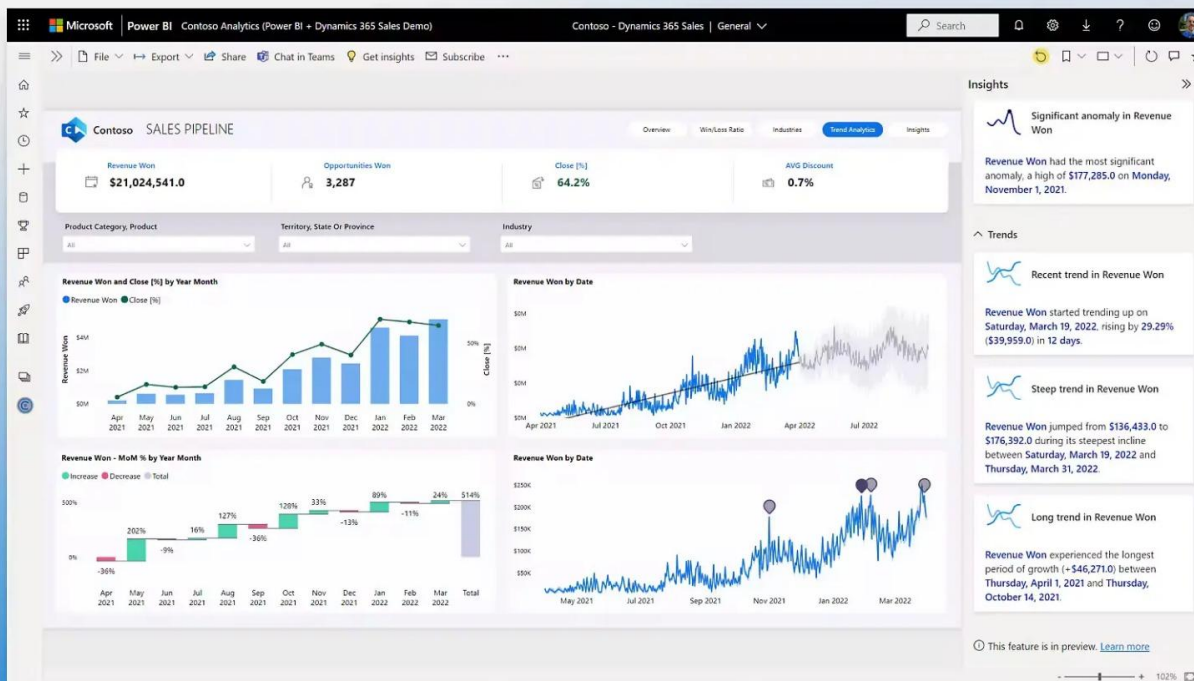 Microsoft Power BI Contoso Analytics (Power BI + Dynamics 365 Sales Demo) Contoso - Dynamics 365 Sales | General Search
File Export Share Chat in Teams Get insights Subscribe ...
Contoso SALES PIPELINE
Overview Win/Loss Ratio Industries Trend Analytics Insights
Revenue Won Opportunities Won Close [%] AVG Discount
$21,024,541.0 3,287 64.2% 0.7%
Product Category, Product Territory, State Or Province Industry
All All All
Revenue Won and Close [%] by Year Month
Revenue Won Close [%]
Revenue Won
$4M
$2M
$0M
50%
0%
Close [%]
Apr 2021 May 2021 Jun 2021 Jul 2021 Aug 2021 Sep 2021 Oct 2021 Nov 2021 Dec 2021 Jan 2022 Feb 2022 Mar 2022
Revenue Won by Date
$0M
$0M
$0M
$0M
Apr 2021 Jul 2021 Oct 2021 Jan 2022 Apr 2022 Jul 2022
Revenue Won - MoM % by Year Month
Increase Decrease Total
500%
0%
-36% 202% -9% 16% 127% -36% 128% 33% -13% 89% -11% 24% 514%
Apr 2021 May 2021 Jun 2021 Jul 2021 Aug 2021 Sep 2021 Oct 2021 Nov 2021 Dec 2021 Jan 2022 Feb 2022 Mar 2022 Total
Revenue Won by Date
$250K
$200K
$150K
$100K
$50K
May 2021 Jul 2021 Sep 2021 Nov 2021 Jan 2022 Mar 2022
Insights
Significant anomaly in Revenue
Won
Revenue Won had the most significant
anomaly, a high of $177,285.0 on Monday,
November 1, 2021.
Trends
Recent trend in Revenue Won
Revenue Won started trending up on
Saturday, March 19, 2022, rising by 29.29%
($39,959.0) in 12 days.
Steep trend in Revenue Won
Revenue Won jumped from $136,433.0 to
$176,392.0 during its steepest incline
between Saturday, March 19, 2022 and
Thursday, March 31, 2022.
Long trend in Revenue Won
Revenue Won experienced the longest
period of growth (+$46,271.0) between
Thursday, April 1, 2021 and Thursday,
October 14, 2021.
This feature is in preview. Learn more
- + 102%